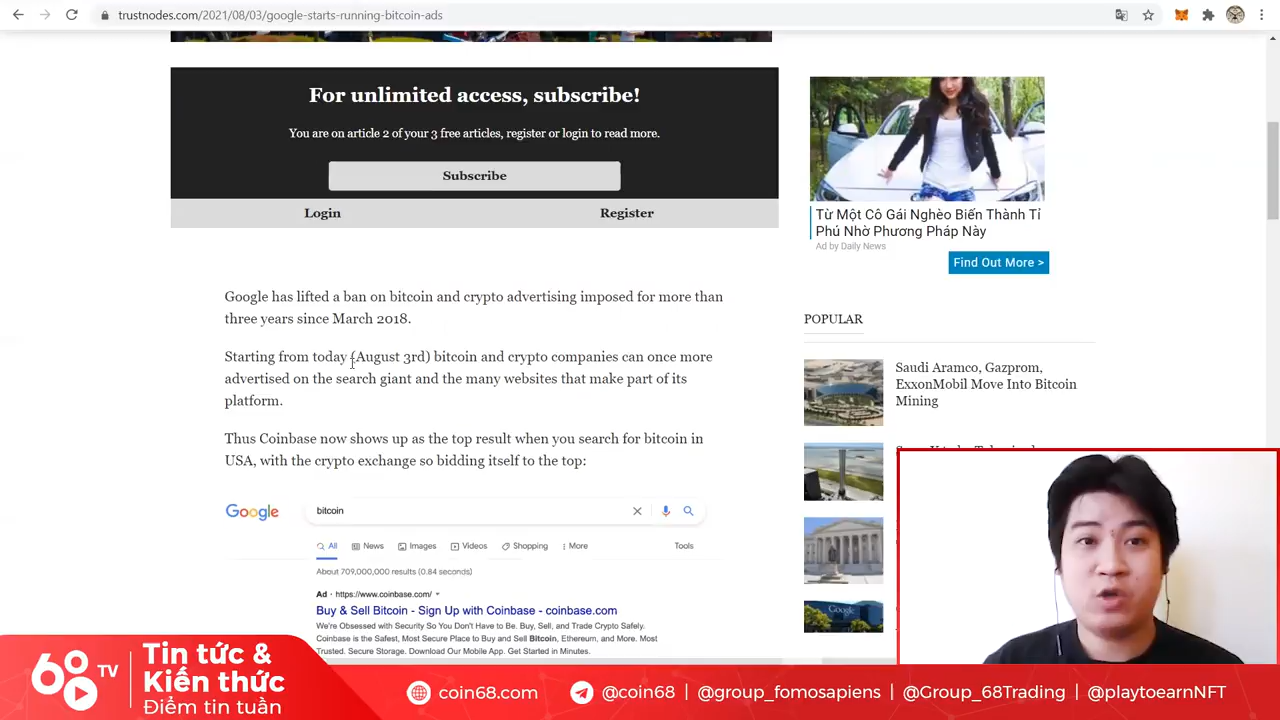 trustnodes.com/2021/08/03/google-starts-running-bitcoin-ads
For unlimited access, subscribe!
You are on article 2 of your 3 free articles, register or login to read more.
Subscribe
Login
Register
Google has lifted a ban on bitcoin and crypto advertising imposed for more than
three years since March 2018.
Starting from today (August 3rd) bitcoin and crypto companies can once more
advertised on the search giant and the many websites that make part of its
platform.
Thus Coinbase now shows up as the top result when you search for bitcoin in
USA, with the crypto exchange so bidding itself to the top:
Google
bitcoin
All
News
Images
Videos
Shopping
More
Tools
About 709,000,000 results (0.84 seconds)
Ad · https://www.coinbase.com/
Buy & Sell Bitcoin - Sign Up with Coinbase - coinbase.com
We're Obsessed with Security So You Don't Have to Be. Buy, Sell, and Trade Crypto Safely.
Coinbase is the Safest, Most Secure Place to Buy and Sell Bitcoin, Ethereum, and More. Most
Trusted. Secure Storage. Download Our Mobile App. Get Started in Minutes.
Từ Một Cô Gái Nghèo Biến Thành Tỉ
Phú Nhờ Phương Pháp Này
Ad by Daily News
Find Out More >
POPULAR
Saudi Aramco, Gazprom,
ExxonMobil Move Into Bitcoin
Mining
Google
68 TV
Tin tức &
Kiến thức
Điểm tin tuần
coin68.com
@coin68 | @group_fomosapiens | @Group_68Trading | @playtoearnNFT